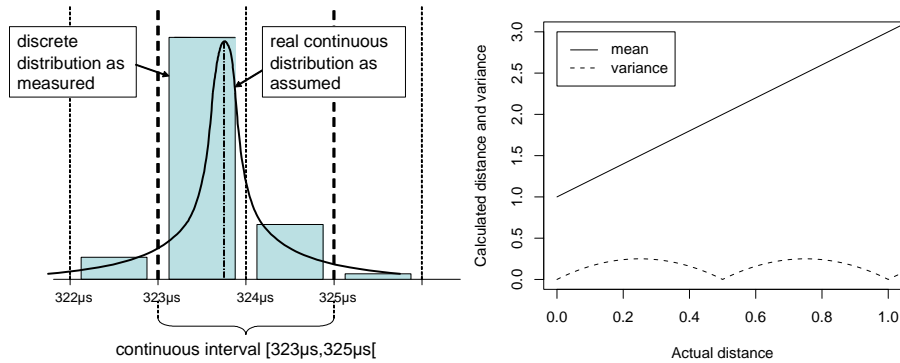 discrete
distribution as
measured
real continuous
distribution as
assumed
322µs
323µs
324µs
325µs
continuous interval [323µs,325µs[
Calculated distance and variance
3.0
2.5
2.0
1.5
1.0
0.5
0.0
mean
variance
0.0
0.2
0.4
0.6
0.8
1.0
Actual distance